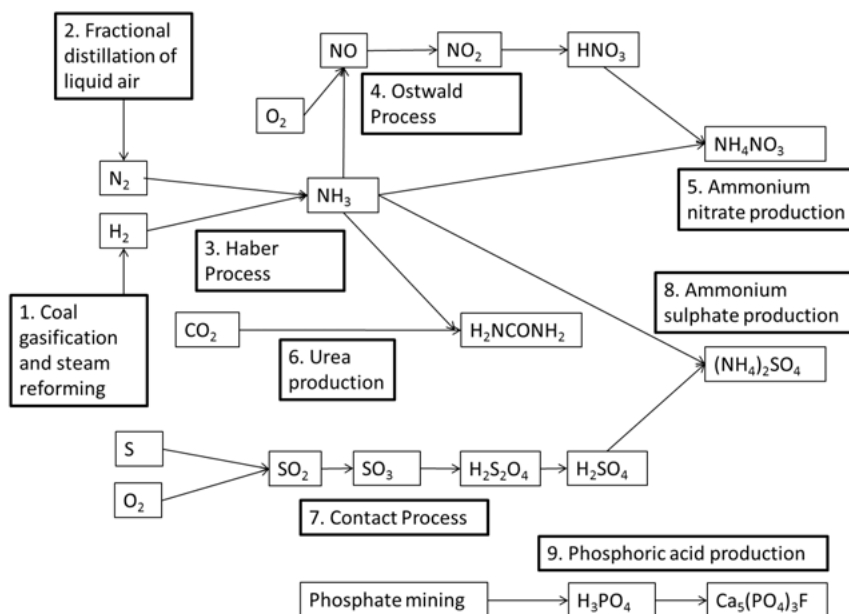 2. Fractional
distillation of
liquid air
NO
NO₂
HNO₃
O₂
4. Ostwald
Process
NH₄NO₃
N₂
NH₃
5. Ammonium
nitrate production
H₂
3. Haber
Process
1. Coal
gasification
and steam
reforming
8. Ammonium
sulphate production
CO₂
H₂NCONH₂
6. Urea
production
(NH₄)₂SO₄
S
O₂
SO₂
SO₃
H₂S₂O₄
H₂SO₄
7. Contact Process
9. Phosphoric acid production
Phosphate mining
H₃PO₄
Ca₅(PO₄)₃F